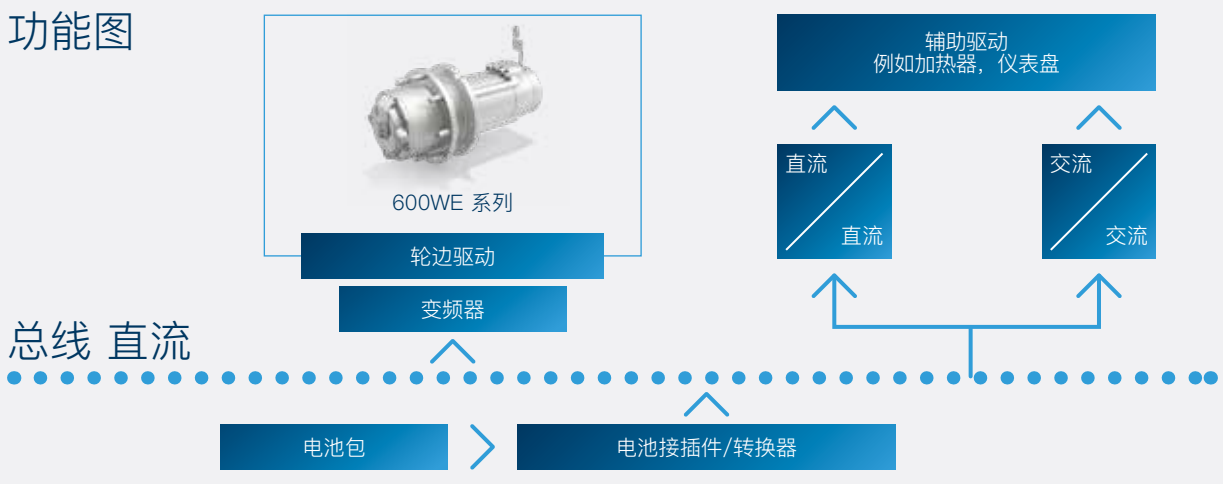 功能图
600WE 系列
轮边驱动
变频器
辅助驱动
例如加热器，仪表盘
直流
直流
交流
交流
总线 直流
电池包
电池接插件/转换器